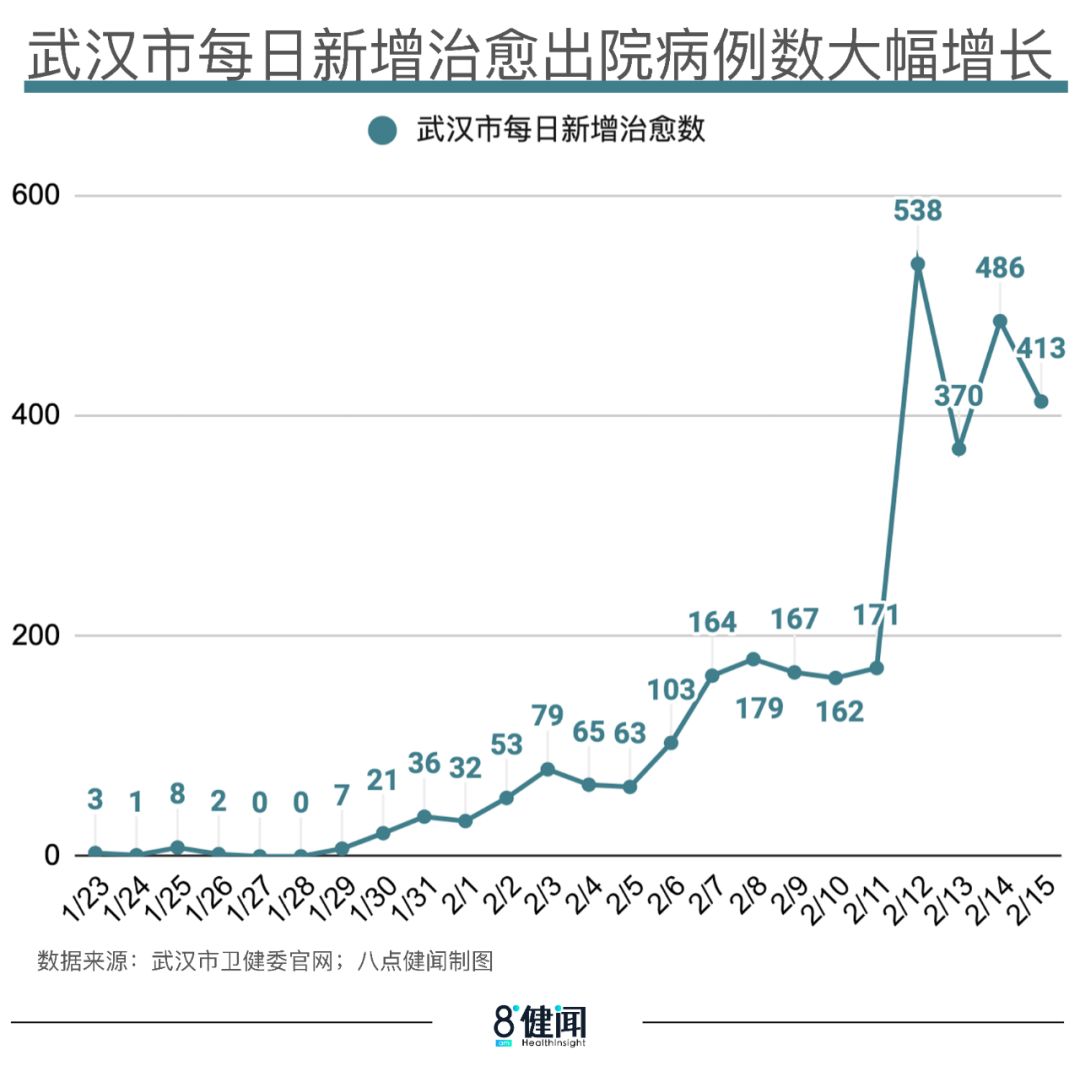 武汉市每日新增治愈出院病例数大幅增长
武汉市每日新增治愈数
600
400
200
0
3 1 8 2 0 0 7 21 36 32 53 79 65 63 103 164 179 167 162 171 538 370 486 413
1/23 1/24 1/25 1/26 1/27 1/28 1/29 1/30 1/31 2/1 2/2 2/3 2/4 2/5 2/6 2/7 2/8 2/9 2/10 2/11 2/12 2/13 2/14 2/15
数据来源：武汉市卫健委官网；八点健闻制图
8健闻
am HealthInsight